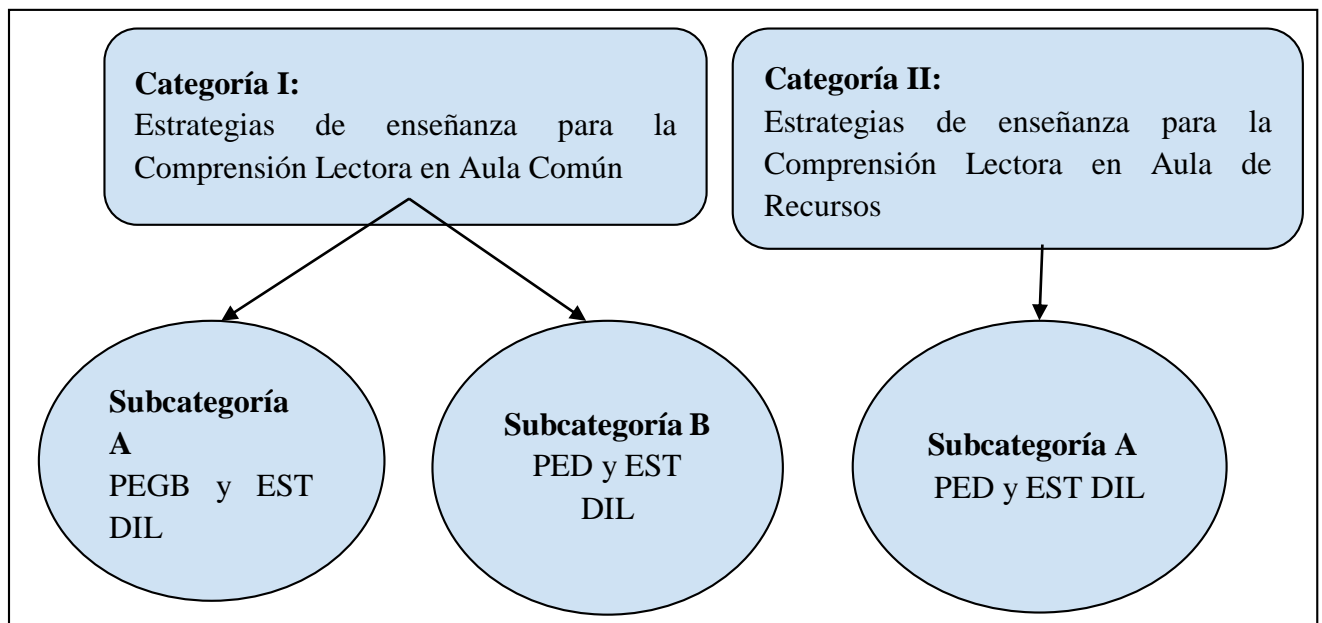 Categoría I:
Estrategias de enseñanza para la
Comprensión Lectora en Aula Común
Categoría II:
Estrategias de enseñanza para la
Comprensión Lectora en Aula de
Recursos
Subcategoría
A
PEGB y EST
DIL
Subcategoría B
PED y EST
DIL
Subcategoría A
PED y EST DIL